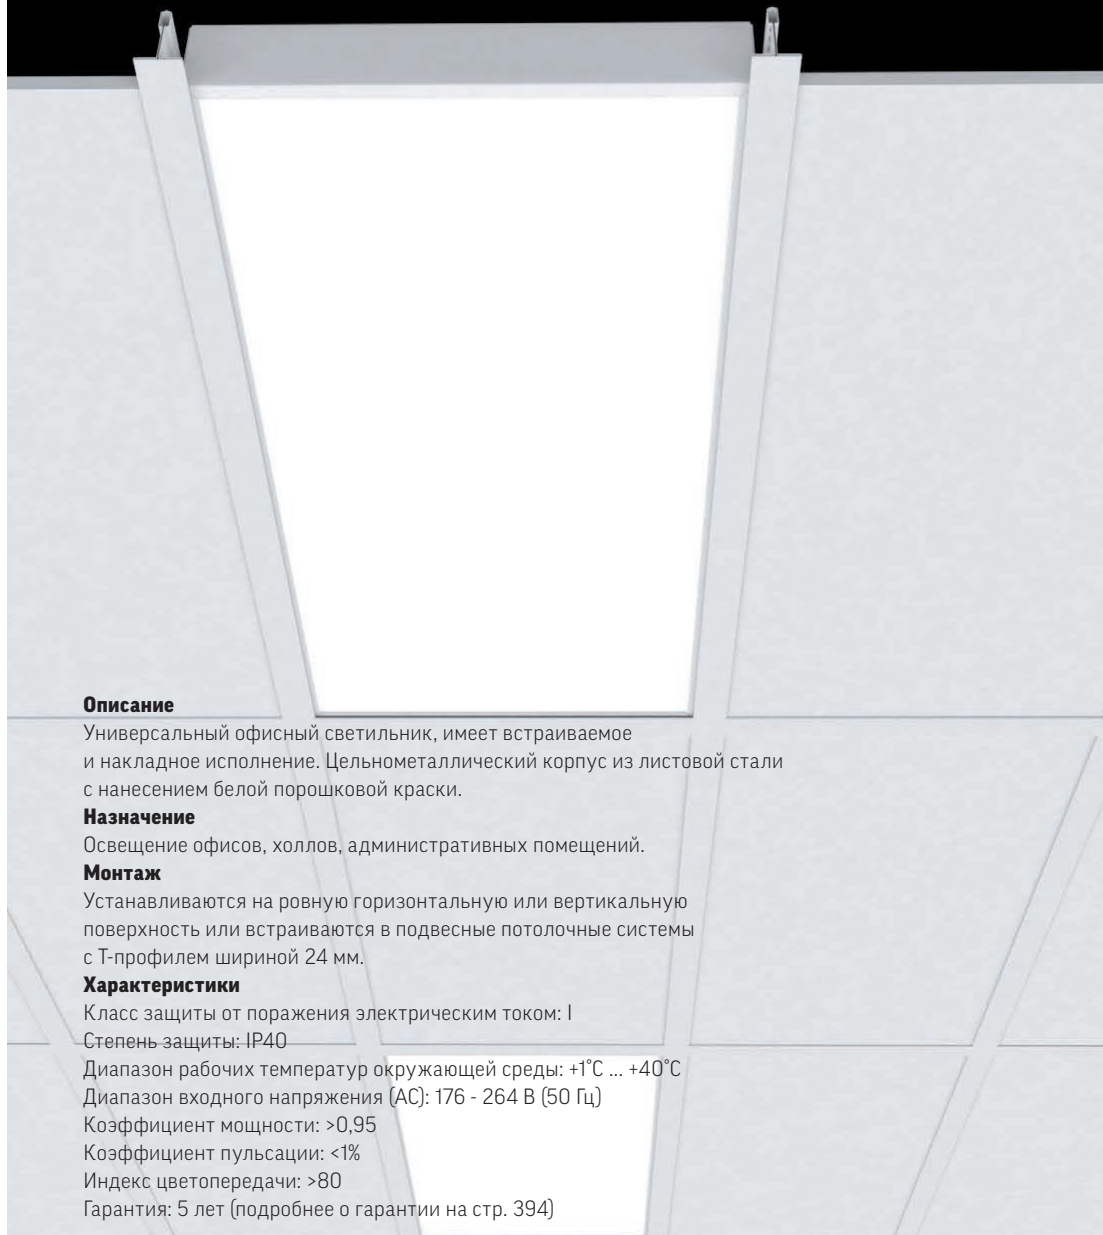 Описание
Универсальный офисный светильник, имеет встраиваемое
и накладное исполнение. Цельнометаллический корпус из листовой стали
с нанесением белой порошковой краски.
Назначение
Освещение офисов, холлов, административных помещений.
Монтаж
Устанавливаются на ровную горизонтальную или вертикальную
поверхность или встраиваются в подвесные потолочные системы
с Т-профилем шириной 24 мм.
Характеристики
Класс защиты от поражения электрическим током: I
Степень защиты: IP40
Диапазон рабочих температур окружающей среды: +1°C ... +40°C
Диапазон входного напряжения (AC): 176 - 264 В (50 Гц)
Коэффициент мощности: >0,95
Коэффициент пульсации: <1%
Индекс цветопередачи: >80
Гарантия: 5 лет (подробнее о гарантии на стр. 394)